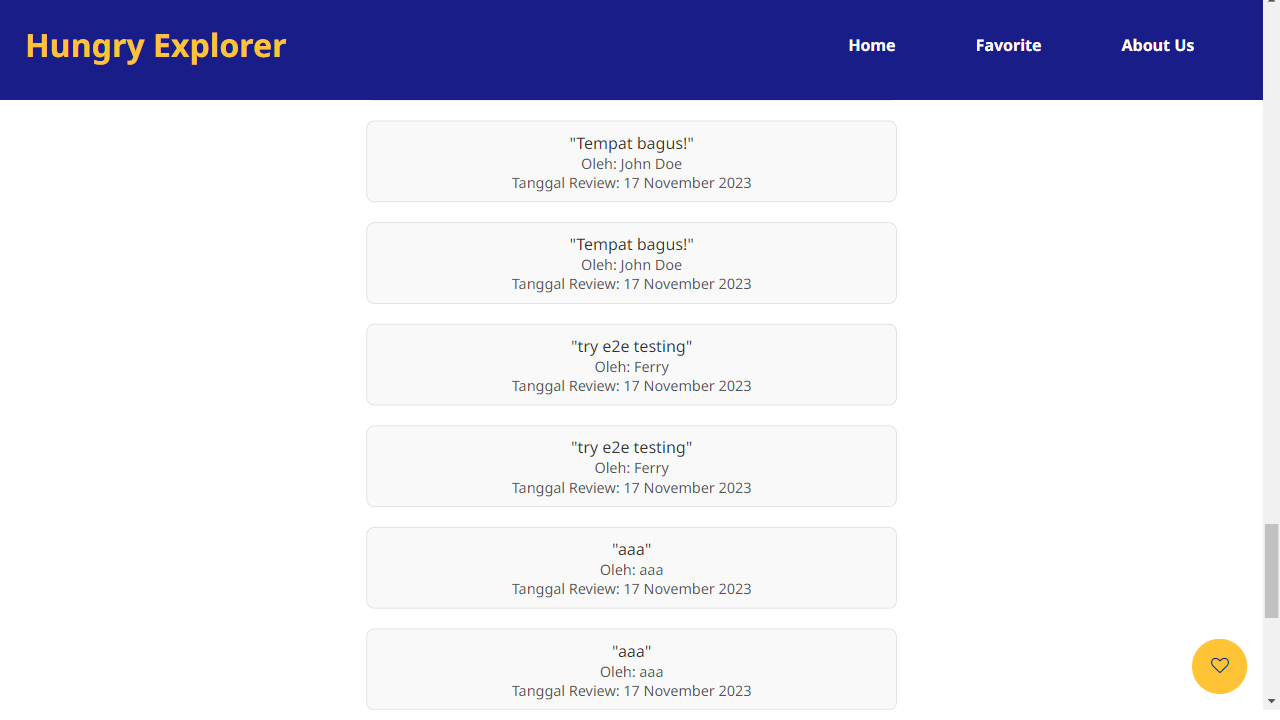 Hungry Explorer
Home
Favorite
About Us
"Tempat bagus!"
Oleh: John Doe
Tanggal Review: 17 November 2023
"Tempat bagus!"
Oleh: John Doe
Tanggal Review: 17 November 2023
"try e2e testing"
Oleh: Ferry
Tanggal Review: 17 November 2023
"try e2e testing"
Oleh: Ferry
Tanggal Review: 17 November 2023
"aaa"
Oleh: aaa
Tanggal Review: 17 November 2023
"aaa"
Oleh: aaa
Tanggal Review: 17 November 2023